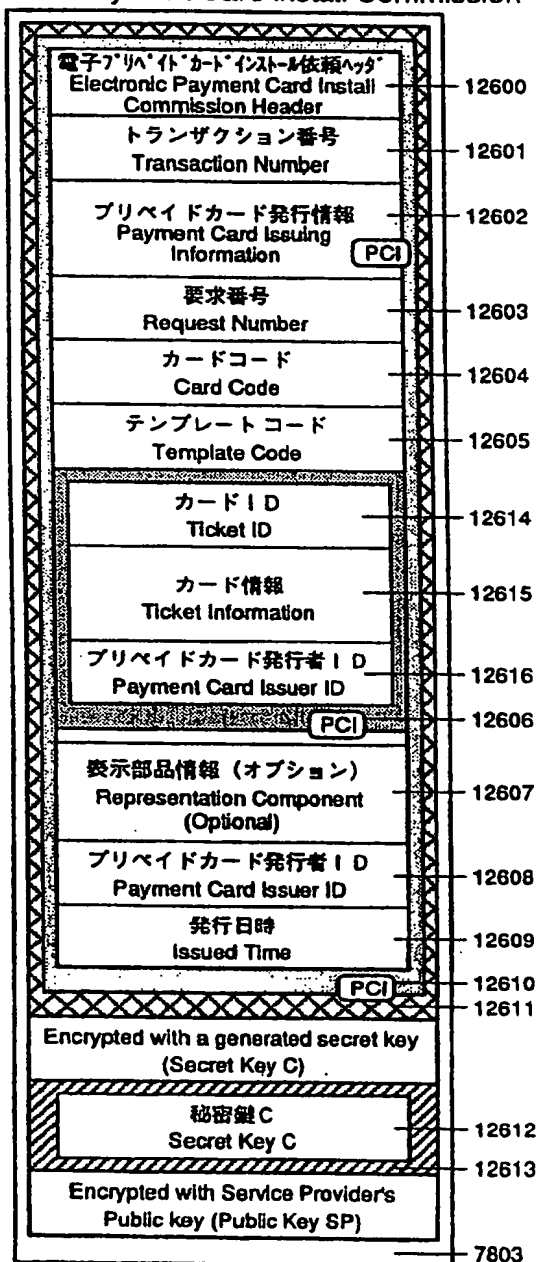 電子プリペイドカードインストール依頼ヘッダ
Electronic Payment Card Install
Commission Header
12600
トランザクション番号
Transaction Number
12601
プリペイドカード発行情報
Payment Card Issuing
Information
PCI
12602
要求番号
Request Number
12603
カードコード
Card Code
12604
テンプレート コード
Template Code
12605
カードID
Ticket ID
12614
カード情報
Ticket Information
12615
プリペイドカード発行者ID
Payment Card Issuer ID
12616
PCI
12606
表示部品情報（オプション）
Representation Component
(Optional)
12607
プリペイドカード発行者ID
Payment Card Issuer ID
12608
発行日時
Issued Time
12609
PCI
12610
12611
Encrypted with a generated secret key
(Secret Key C)
秘密鍵C
Secret Key C
12612
12613
Encrypted with Service Provider's
Public key (Public Key SP)
7803